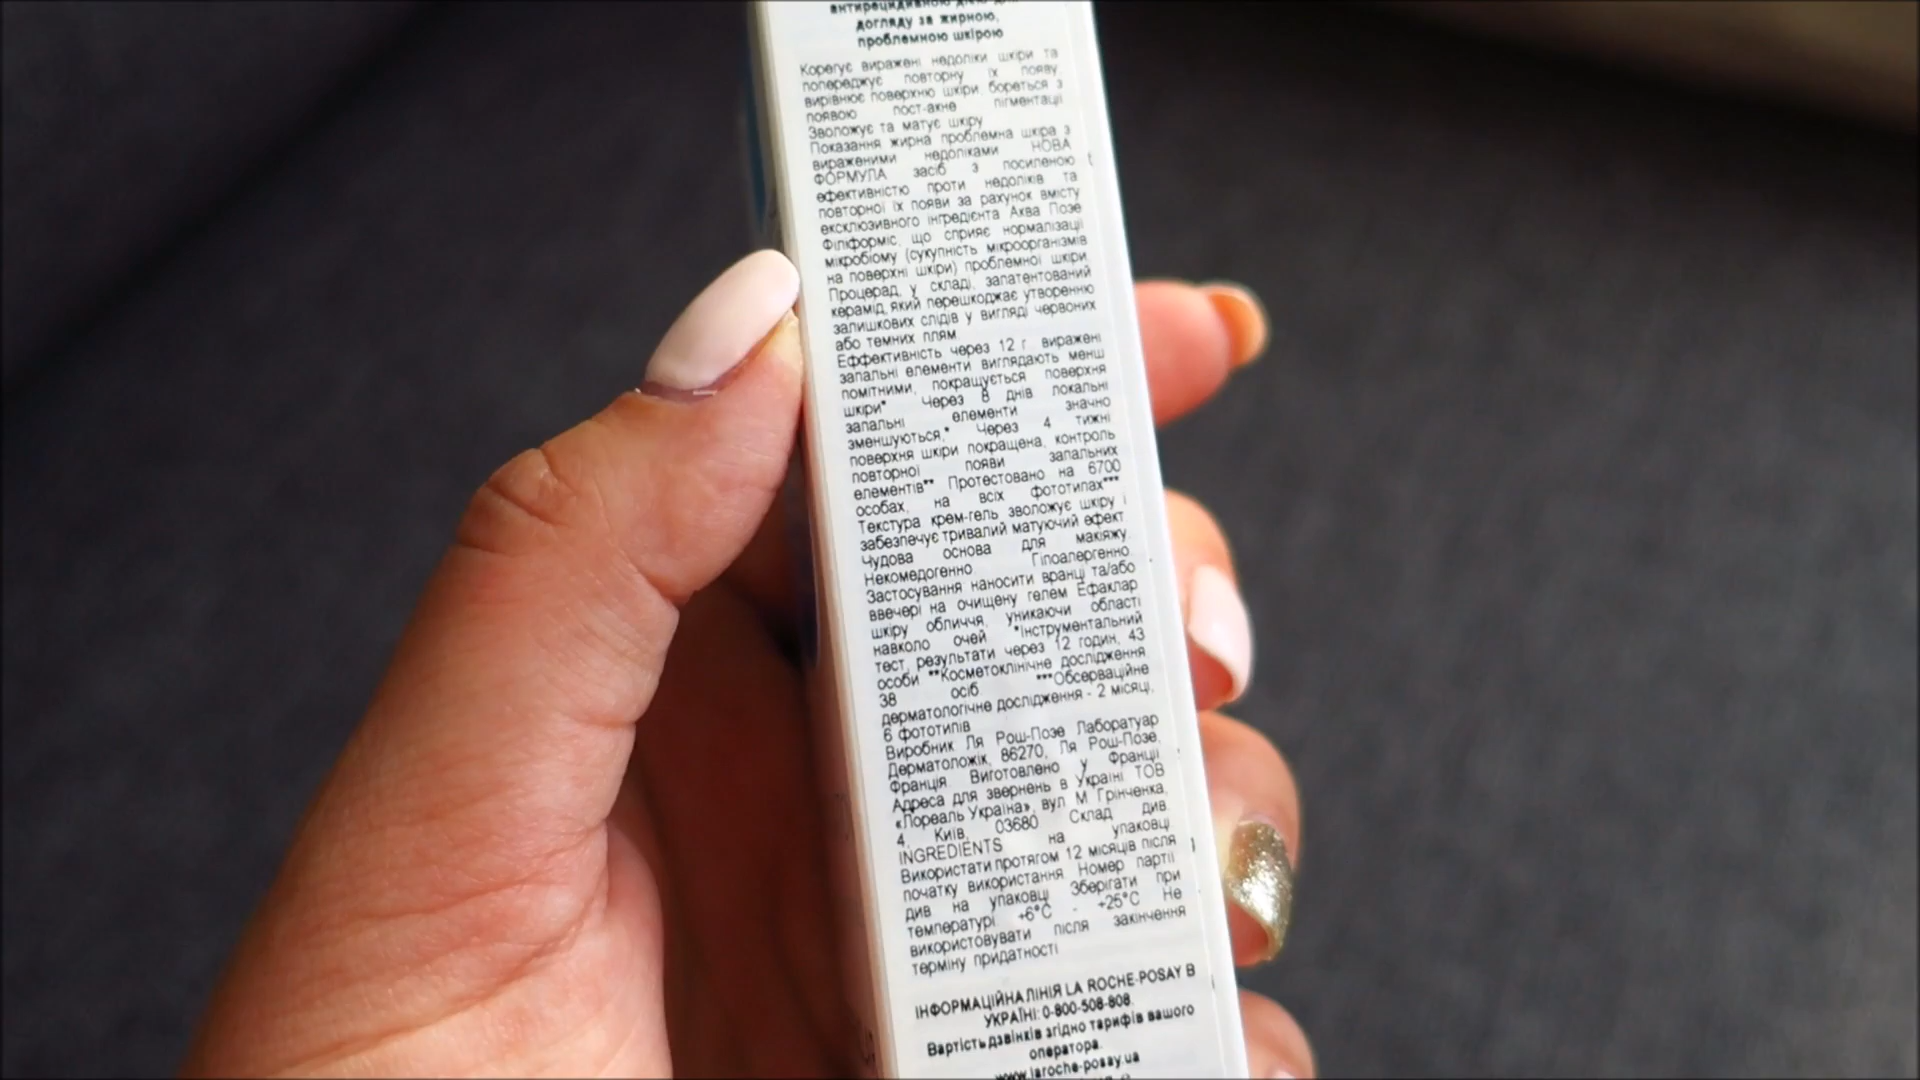 антирецидивною дією для
догляду за жирною,
проблемною шкірою
Корегує виражені недоліки шкіри та
попереджує повторну їх появу,
вирівнює поверхню шкіри, бореться з
появою пост-акне пігментації
Зволожує та матує шкіру
Показання жирна проблемна шкіра з
вираженими недоліками НОВА
ФОРМУЛА засіб з посиленою
ефективністю проти недоліків та
повторної їх появи за рахунок вмісту
ексклюзивного інгредієнта Аква Позе
Філіформіс, що сприяє нормалізації
мікробіому (сукупність мікроорганізмів
на поверхні шкіри) проблемної шкіри.
Процерад, у складі, запатентований
керамід, який перешкоджає утворенню
залишкових слідів у вигляді червоних
або темних плям
Еффективність через 12 г. виражені
запальні елементи виглядають менш
помітними, покращується поверхня
шкіри* Через 8 днів локальні
запальні елементи значно
зменшуються,* Через 4 тижні
поверхня шкіри покращена, контроль
повторної появи запальних
елементів** Протестовано на 6700
особах, на всіх фототипах***
Текстура крем-гель зволожує шкіру і
забезпечує тривалий матуючий ефект.
Чудова основа для макіяжу.
Некомедогенно Гіпоалергенно.
Застосування наносити вранці та/або
ввечері на очищену гелем Ефаклар
шкіру обличчя, уникаючи області
навколо очей *Інструментальний
тест, результати через 12 годин, 43
особи **Косметоклінічне дослідження
38 осіб ***Обсерваційне
дерматологічне дослідження - 2 місяці,
6 фототипів
Виробник Ля Рош-Позе Лабoратуар
Дерматоложік, 86270, Ля Рош-Позе,
Франція Виготовлено у Франції
Адреса для звернень в Україні ТОВ
«Лореаль Україна», вул М Грінченка,
4, Київ, 03680 Склад див
INGREDIENTS на упаковці
Використати протягом 12 місяців після
початку використання Номер партії
див на упаковці Зберігати при
температурі +6°C - +25°C Не
використовувати після закінчення
терміну придатності
ІНФОРМАЦІЙНА ЛІНІЯ LA ROCHE-POSAY В
УКРАЇНІ: 0-800-508-808.
Вартість дзвінків згідно тарифів вашого
оператора.
www.laroche-posay.ua